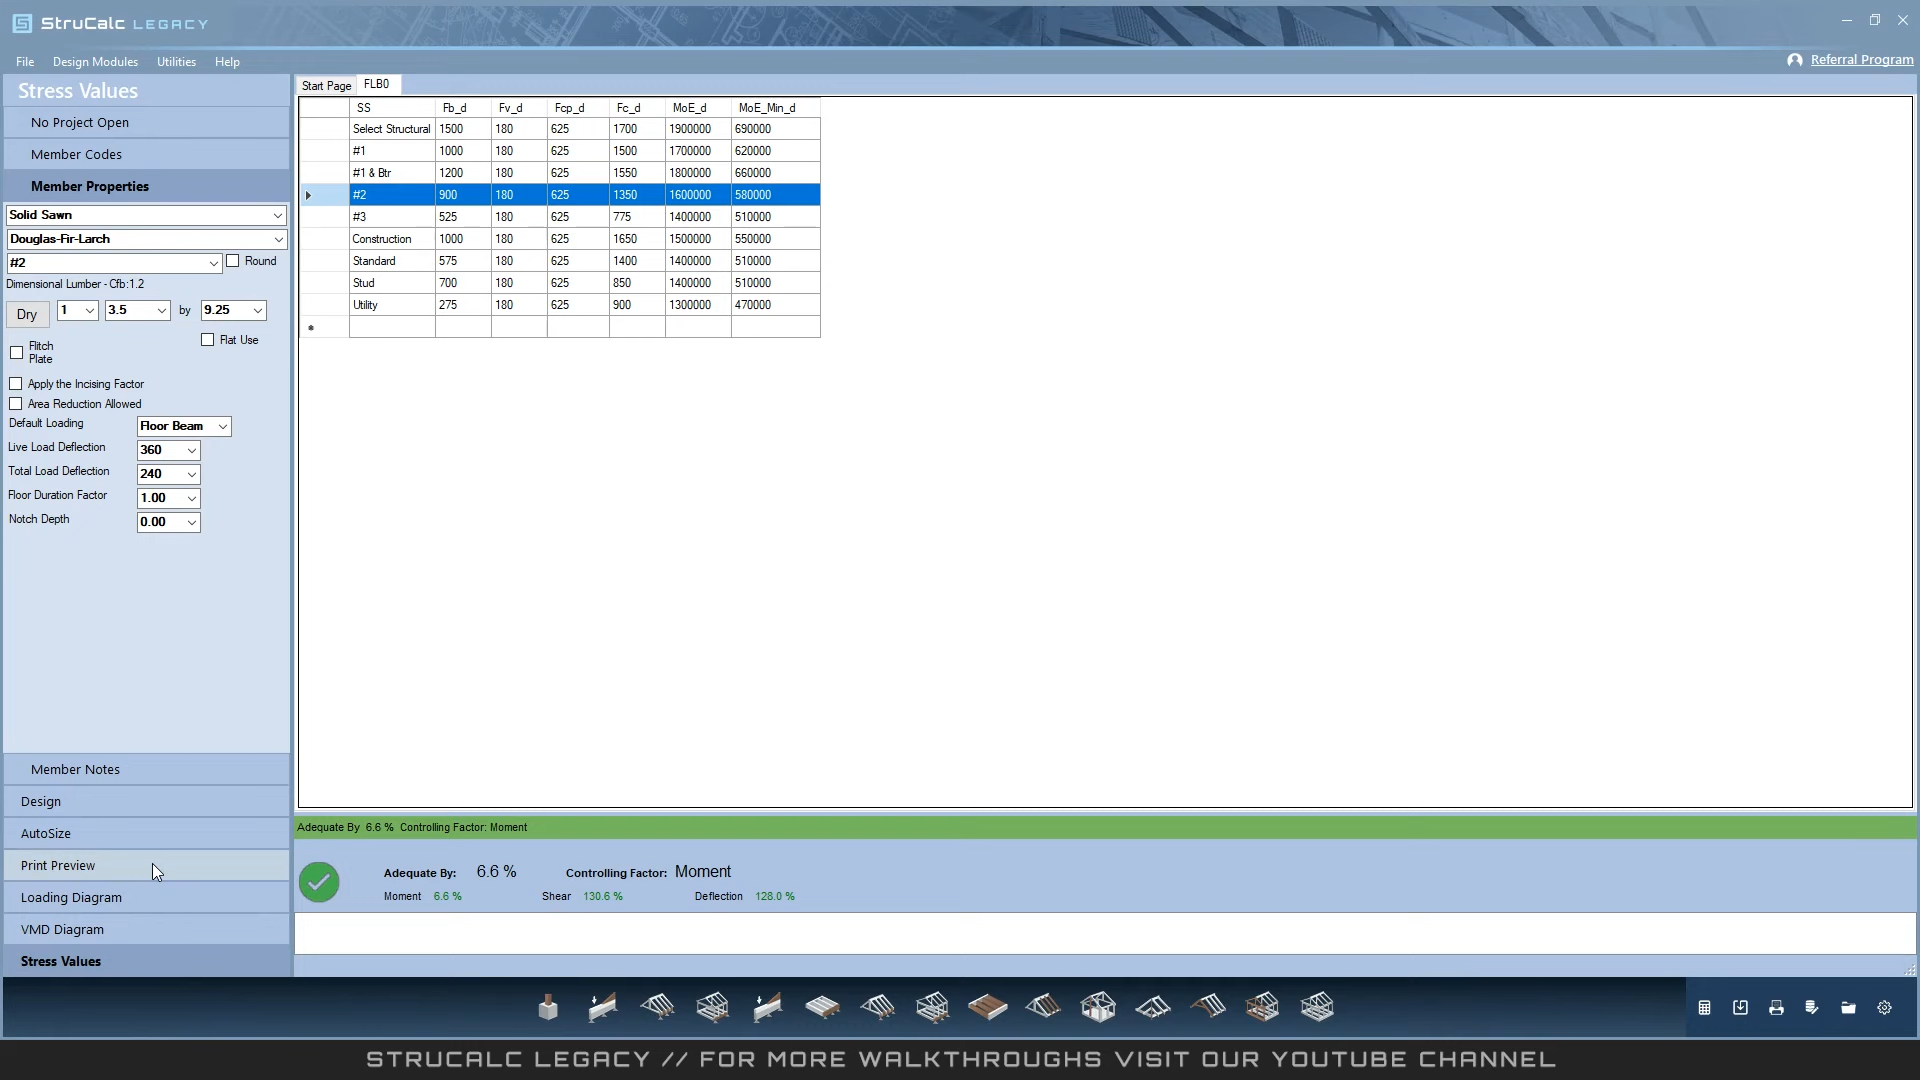 StruCalc LEGACY
File Design Modules Utilities Help
Referral Program
Stress Values
No Project Open
Member Codes
Member Properties
Solid Sawn
Douglas-Fir-Larch
#2 Round
Dimensional Lumber - Cfb:1.2
Dry 1 3.5 by 9.25
Flat Use
Flitch
Plate
Apply the Incising Factor
Area Reduction Allowed
Default Loading Floor Beam
Live Load Deflection 360
Total Load Deflection 240
Floor Duration Factor 1.00
Notch Depth 0.00
Member Notes
Design
AutoSize
Print Preview
Loading Diagram
VMD Diagram
Stress Values
Start Page FLB0
SS Fb_d Fv_d Fcp_d Fc_d MoE_d MoE_Min_d
Select Structural 1500 180 625 1700 1900000 690000
#1 1000 180 625 1500 1700000 620000
#1 & Btr 1200 180 625 1550 1800000 660000
#2 900 180 625 1350 1600000 580000
#3 525 180 625 775 1400000 510000
Construction 1000 180 625 1650 1500000 550000
Standard 575 180 625 1400 1400000 510000
Stud 700 180 625 850 1400000 510000
Utility 275 180 625 900 1300000 470000
Adequate By 6.6 % Controlling Factor: Moment
Adequate By: 6.6 % Controlling Factor: Moment
Moment 6.6 % Shear 130.6 % Deflection 128.0 %
STRUCALC LEGACY // FOR MORE WALKTHROUGHS VISIT OUR YOUTUBE CHANNEL